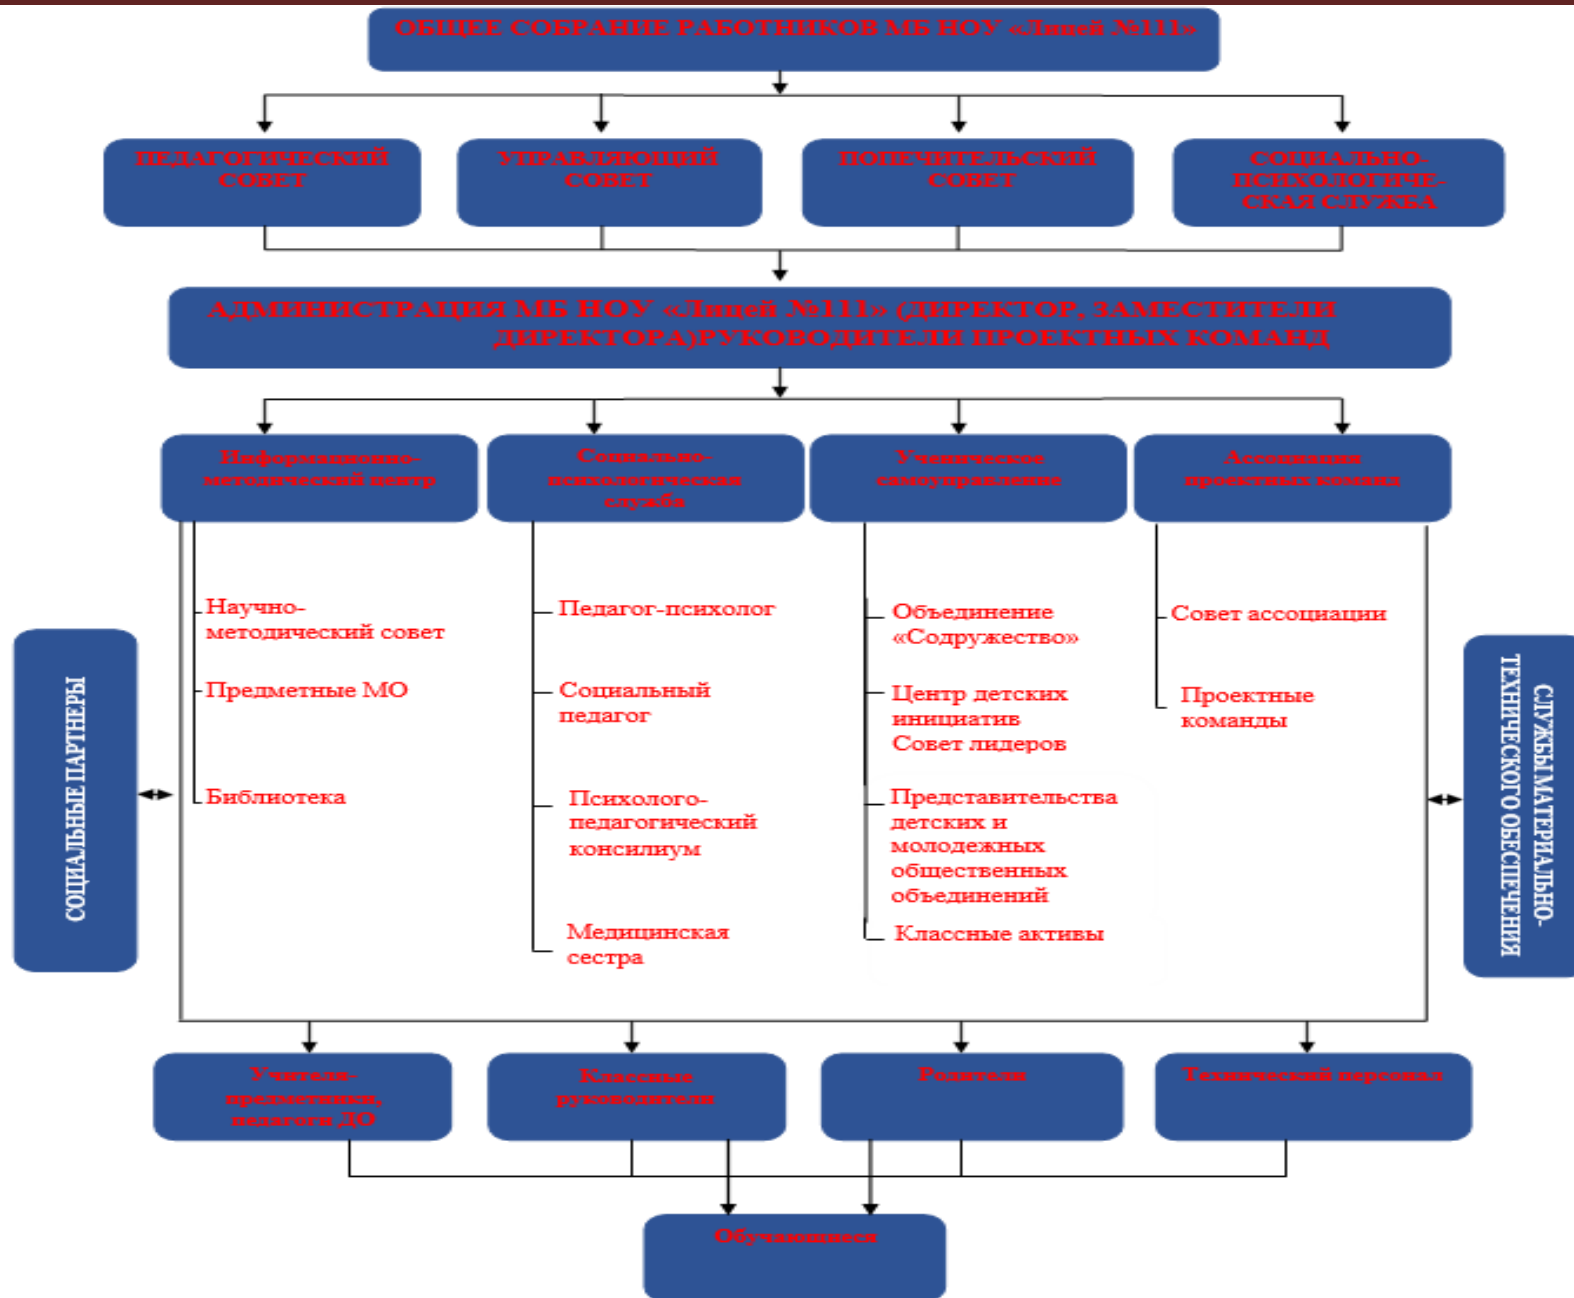 ОБЩЕЕ СОБРАНИЕ РАБОТНИКОВ МБ НОУ «Лицей №111»
ПЕДАГОГИЧЕСКИЙ
СОВЕТ
УПРАВЛЯЮЩИЙ
СОВЕТ
ПОПЕЧИТЕЛЬСКИЙ
СОВЕТ
СОЦИАЛЬНО-
ПСИХОЛОГИЧЕ-
СКАЯ СЛУЖБА
АДМИНИСТРАЦИЯ МБ НОУ «Лицей №111» (ДИРЕКТОР, ЗАМЕСТИТЕЛИ
ДИРЕКТОРА)РУКОВОДИТЕЛИ ПРОЕКТНЫХ КОМАНД
Информационно-
методический центр
Социально-
психологическая
служба
Ученическое
самоуправление
Ассоциация
проектных команд
Научно-
методический совет
Предметные МО
Библиотека
Педагог-психолог
Социальный
педагог
Психолого-
педагогический
консилиум
Медицинская
сестра
Объединение
«Содружество»
Центр детских
инициатив
Совет лидеров
Представительства
детских и
молодежных
общественных
объединений
Классные активы
Совет ассоциации
Проектные
команды
СОЦИАЛЬНЫЕ ПАРТНЕРЫ
СЛУЖБЫ МАТЕРИАЛЬНО-
ТЕХНИЧЕСКОГО ОБЕСПЕЧЕНИЯ
Учителя-
предметники,
педагоги ДО
Классные
руководители
Родители
Технический персонал
Обучающиеся